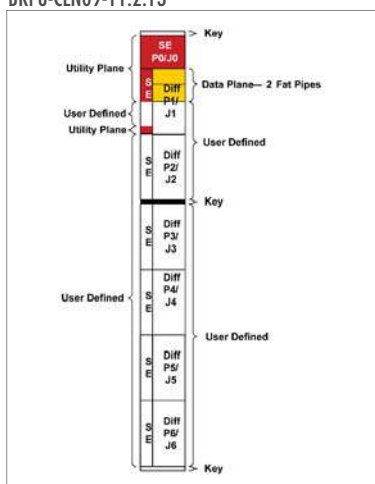 BKP6-CEN09-11.2.15
Key
SE
P0/J0
Utility Plane
S
E
Diff
P1/
J1
Data Plane— 2 Fat Pipes
User Defined
Utility Plane
User Defined
S
E
Diff
P2/
J2
Key
S
E
Diff
P3/
J3
User Defined
S
E
Diff
P4/
J4
User Defined
S
E
Diff
P5/
J5
S
E
Diff
P6/
J6
Key